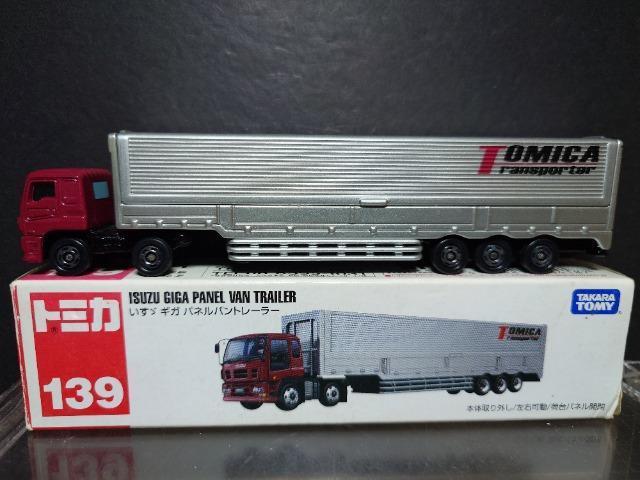 TOMICA
Transporter
トミカ
139
ISUZU GIGA PANEL VAN TRAILER
いすゞ ギガ パネルバントレーラー
TOMICA
Transporter
TAKARA
TOMY
本体取り外し/左右可動/荷台パネル開閉